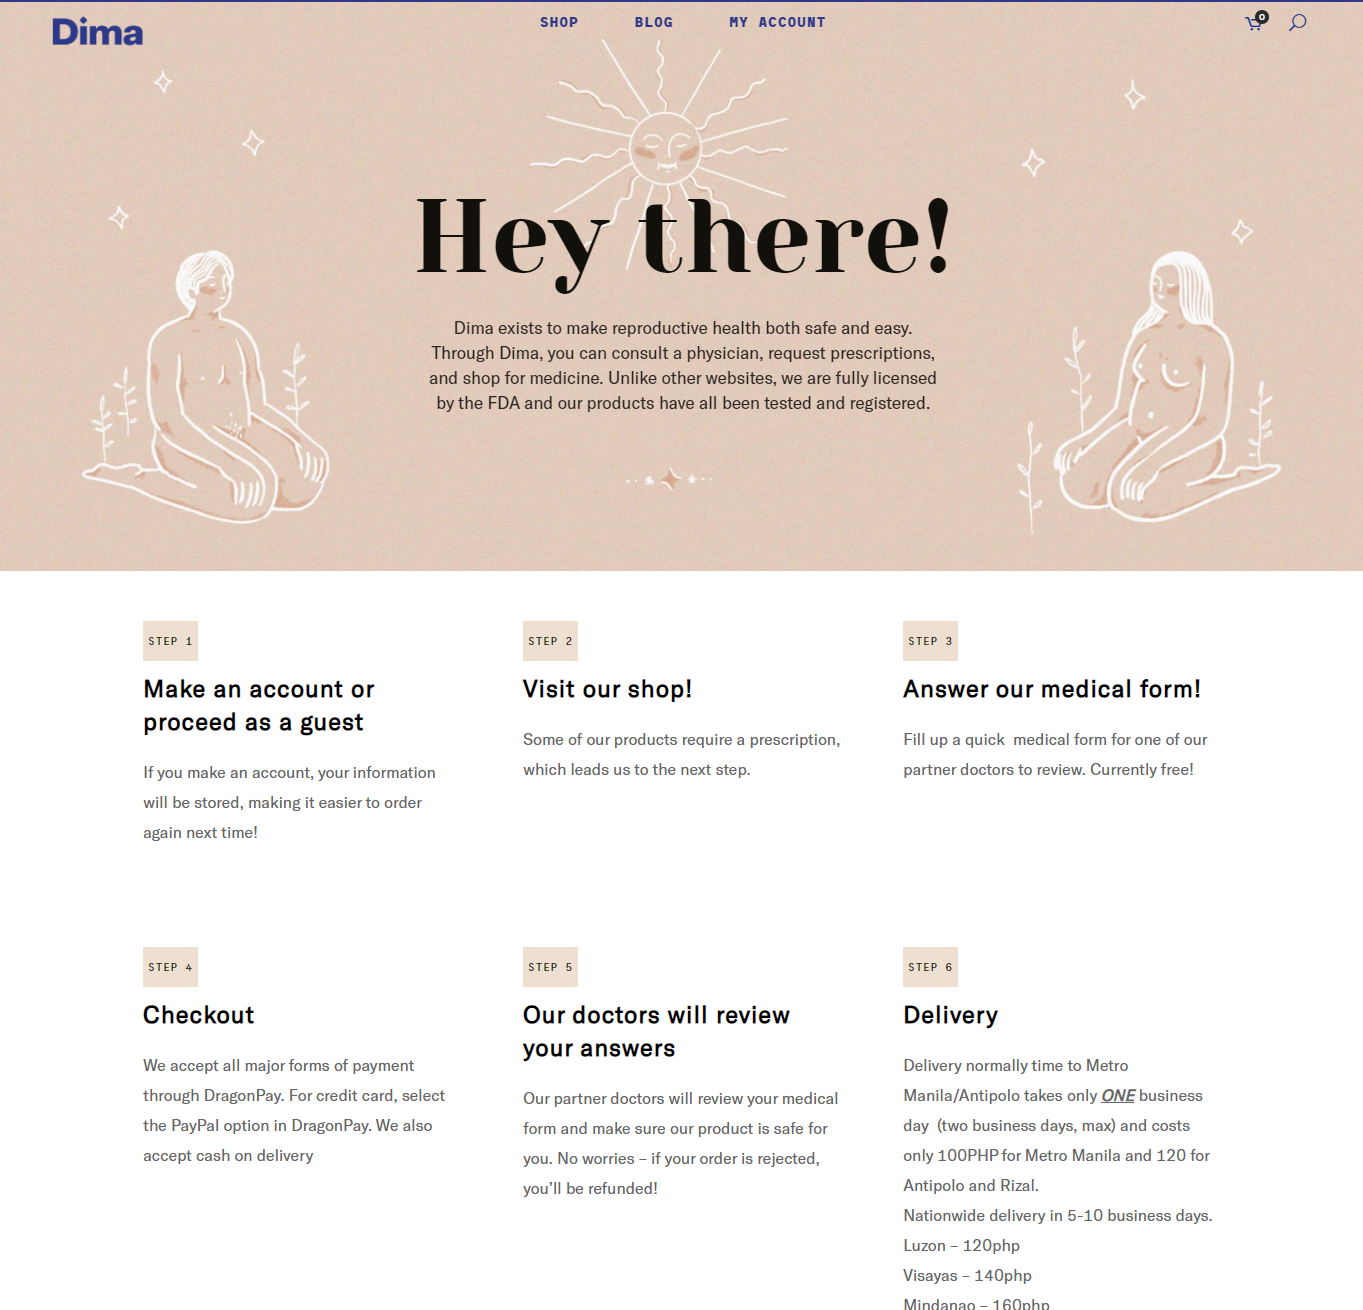 Dima
SHOP
BLOG
MY ACCOUNT
0
Hey there!
Dima exists to make reproductive health both safe and easy.
Through Dima, you can consult a physician, request prescriptions,
and shop for medicine. Unlike other websites, we are fully licensed
by the FDA and our products have all been tested and registered.
STEP 1
Make an account or
proceed as a guest
If you make an account, your information
will be stored, making it easier to order
again next time!
STEP 2
Visit our shop!
Some of our products require a prescription,
which leads us to the next step.
STEP 3
Answer our medical form!
Fill up a quick  medical form for one of our
partner doctors to review. Currently free!
STEP 4
Checkout
We accept all major forms of payment
through DragonPay. For credit card, select
the PayPal option in DragonPay. We also
accept cash on delivery
STEP 5
Our doctors will review
your answers
Our partner doctors will review your medical
form and make sure our product is safe for
you. No worries – if your order is rejected,
you’ll be refunded!
STEP 6
Delivery
Delivery normally time to Metro
Manila/Antipolo takes only ONE business
day  (two business days, max) and costs
only 100PHP for Metro Manila and 120 for
Antipolo and Rizal.
Nationwide delivery in 5-10 business days.
Luzon – 120php
Visayas – 140php
Mindanao – 160php